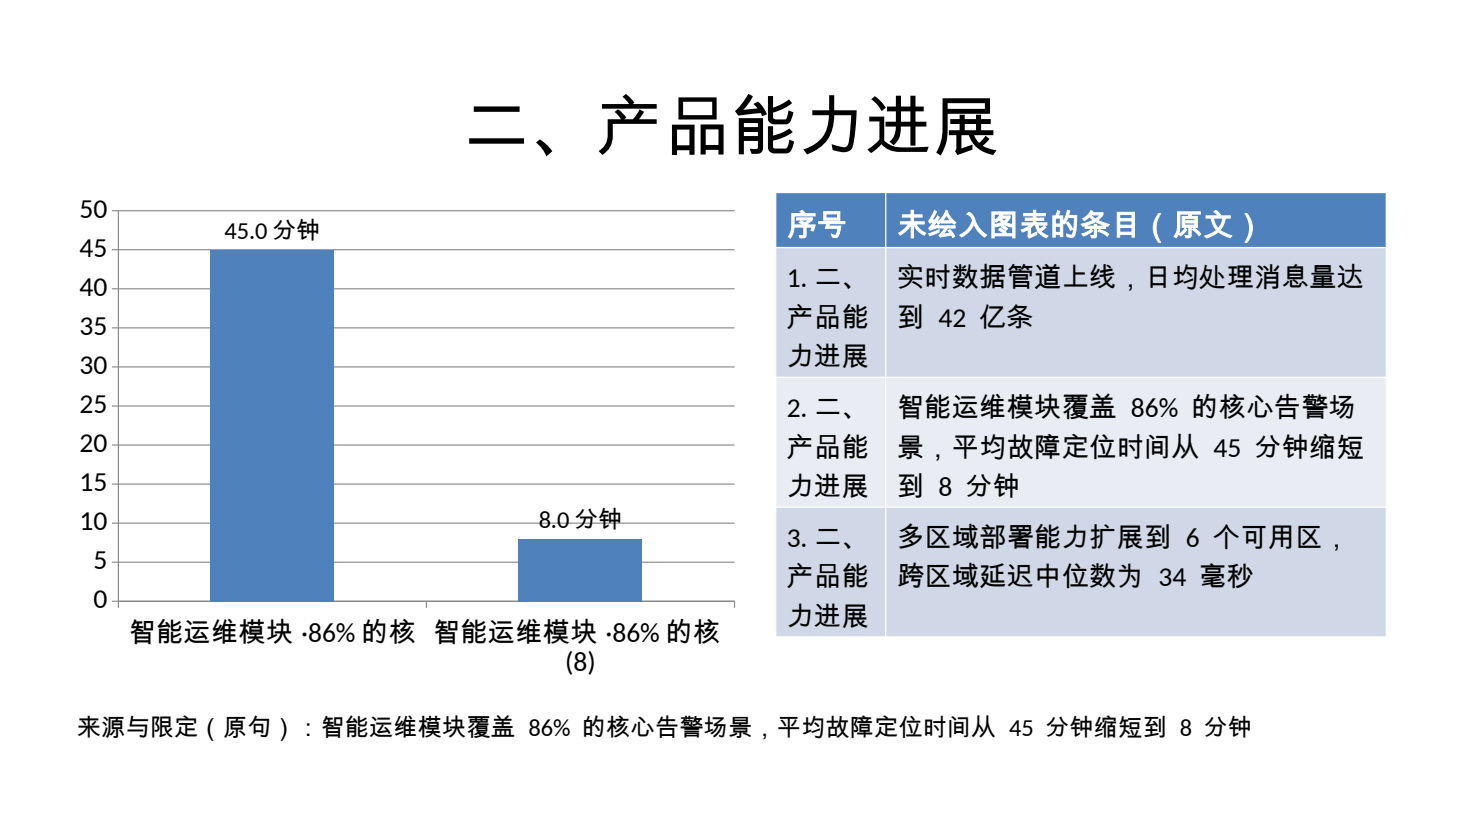 二、产品能力进展
50
45
40
35
30
25
20
15
10
5
0
45.0 分钟
8.0 分钟
智能运维模块 ·86% 的核
智能运维模块 ·86% 的核
(8)
序号
未绘入图表的条目（原文）
1. 二、
产品能
力进展
实时数据管道上线，日均处理消息量达
到 42 亿条
2. 二、
产品能
力进展
智能运维模块覆盖 86% 的核心告警场
景，平均故障定位时间从 45 分钟缩短
到 8 分钟
3. 二、
产品能
力进展
多区域部署能力扩展到 6 个可用区，
跨区域延迟中位数为 34 毫秒
来源与限定（原句）：智能运维模块覆盖 86% 的核心告警场景，平均故障定位时间从 45 分钟缩短到 8 分钟